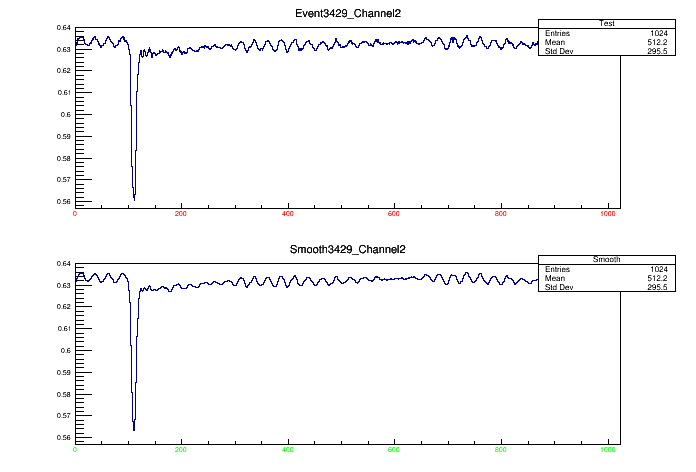 Event3429_Channel2
Test
Entries 1024
Mean 512.2
Std Dev 295.5
0.64
0.63
0.62
0.61
0.6
0.59
0.58
0.57
0.56
0 200 400 600 800 1000
Smooth3429_Channel2
Smooth
Entries 1024
Mean 512.2
Std Dev 295.5
0.64
0.63
0.62
0.61
0.6
0.59
0.58
0.57
0.56
0 200 400 600 800 1000